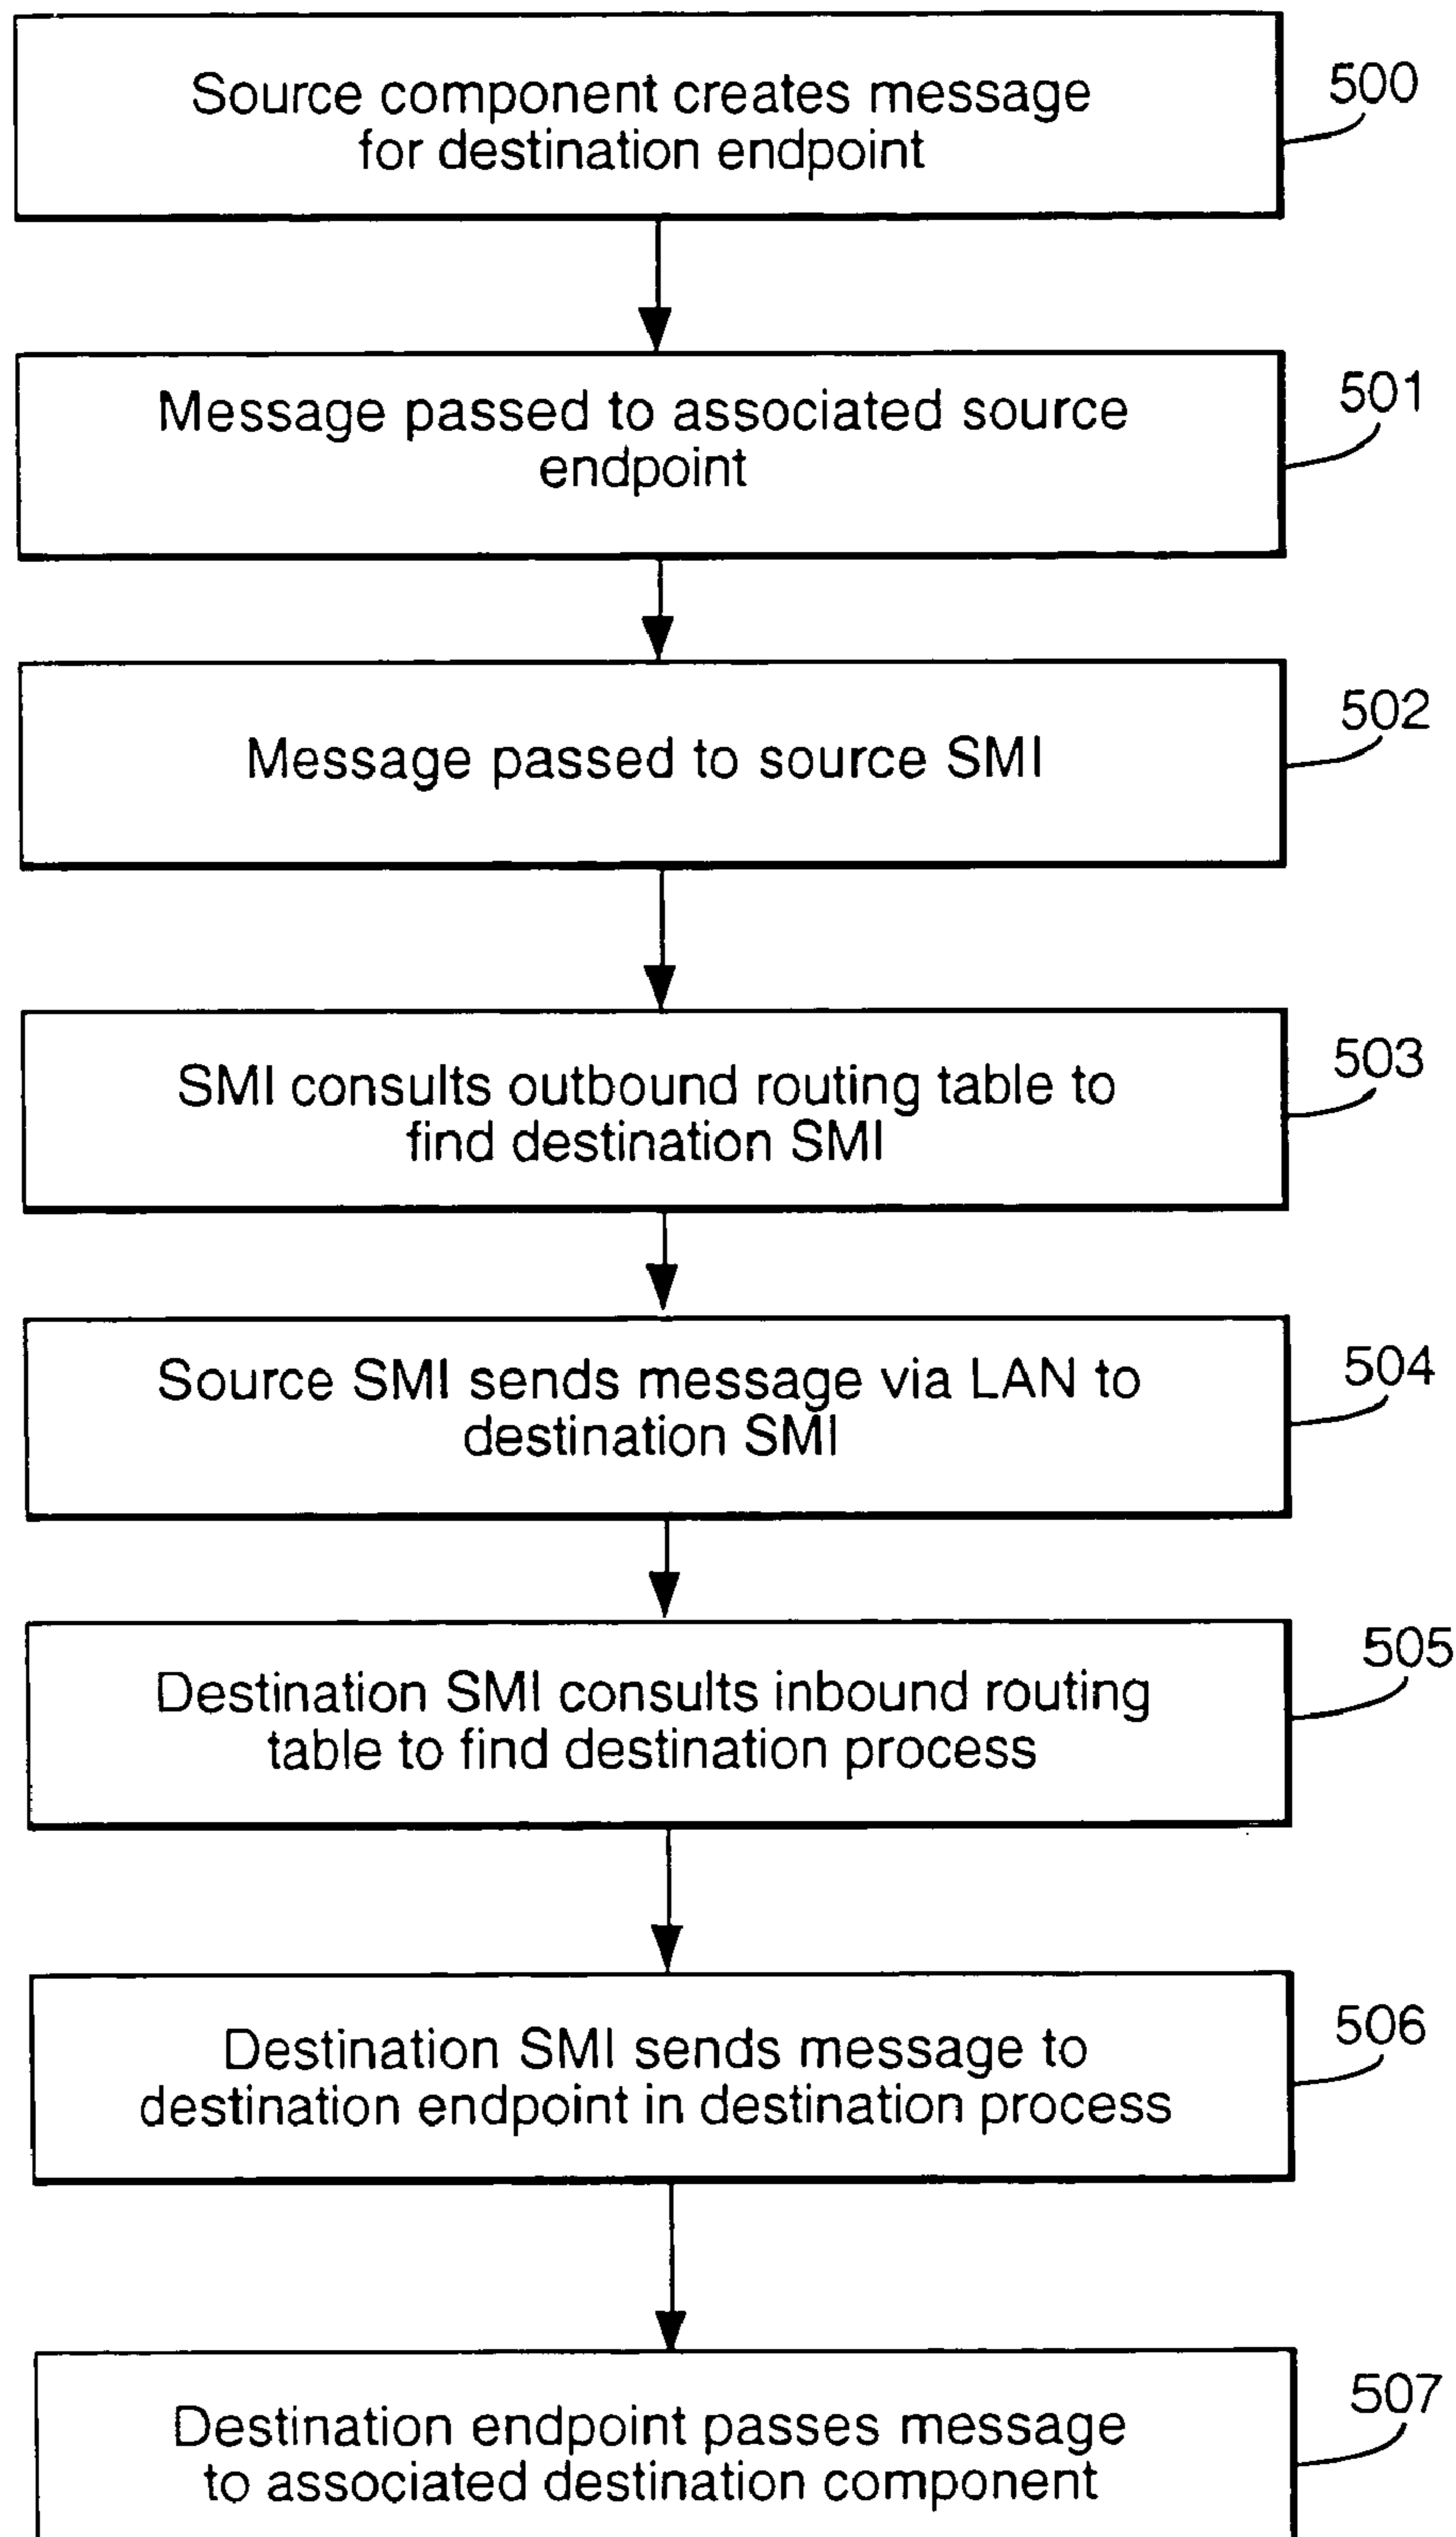 Source component creates message
for destination endpoint
500
Message passed to associated source
endpoint
501
Message passed to source SMI
502
SMI consults outbound routing table to
find destination SMI
503
Source SMI sends message via LAN to
destination SMI
504
Destination SMI consults inbound routing
table to find destination process
505
Destination SMI sends message to
destination endpoint in destination process
506
Destination endpoint passes message
to associated destination component
507